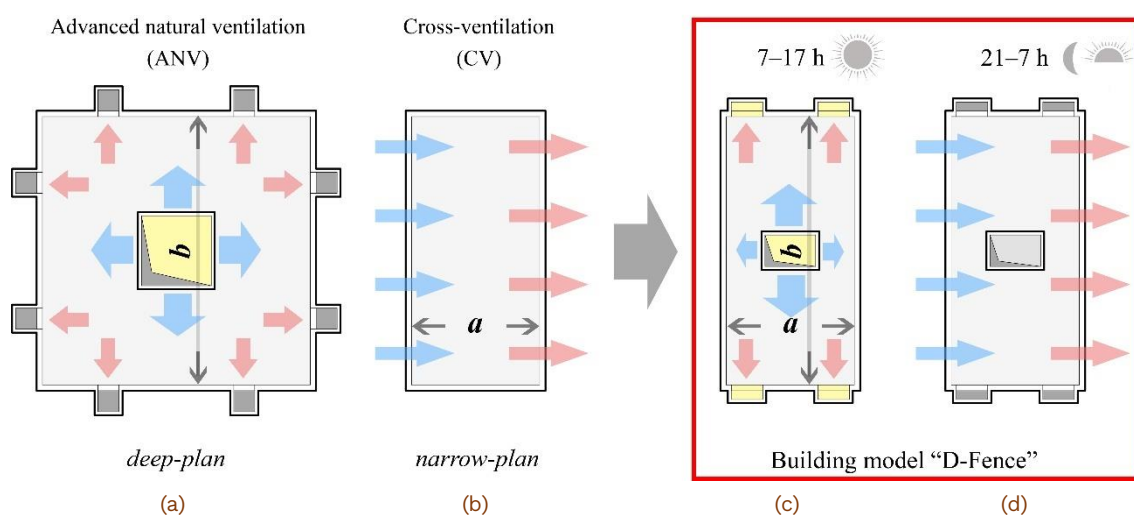 Advanced natural ventilation
(ANV)
Cross-ventilation
(CV)
7–17 h
21–7 h
b
a
b
a
deep-plan
narrow-plan
Building model “D-Fence”
(a)
(b)
(c)
(d)